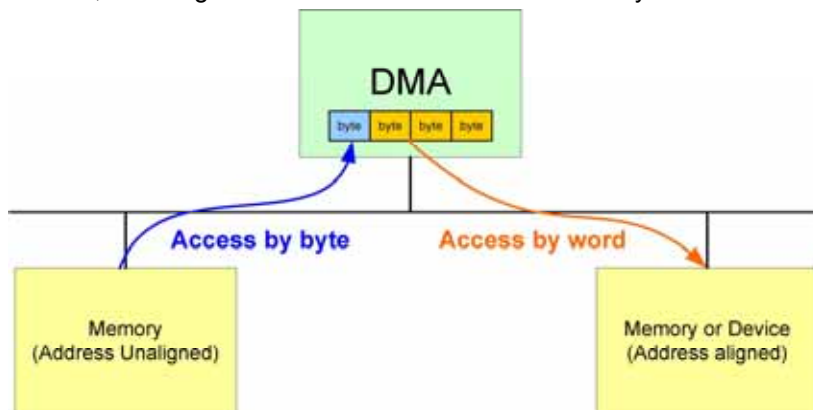 DMA
byte byte byte byte
Access by byte
Access by word
Memory
(Address Unaligned)
Memory or Device
(Address aligned)